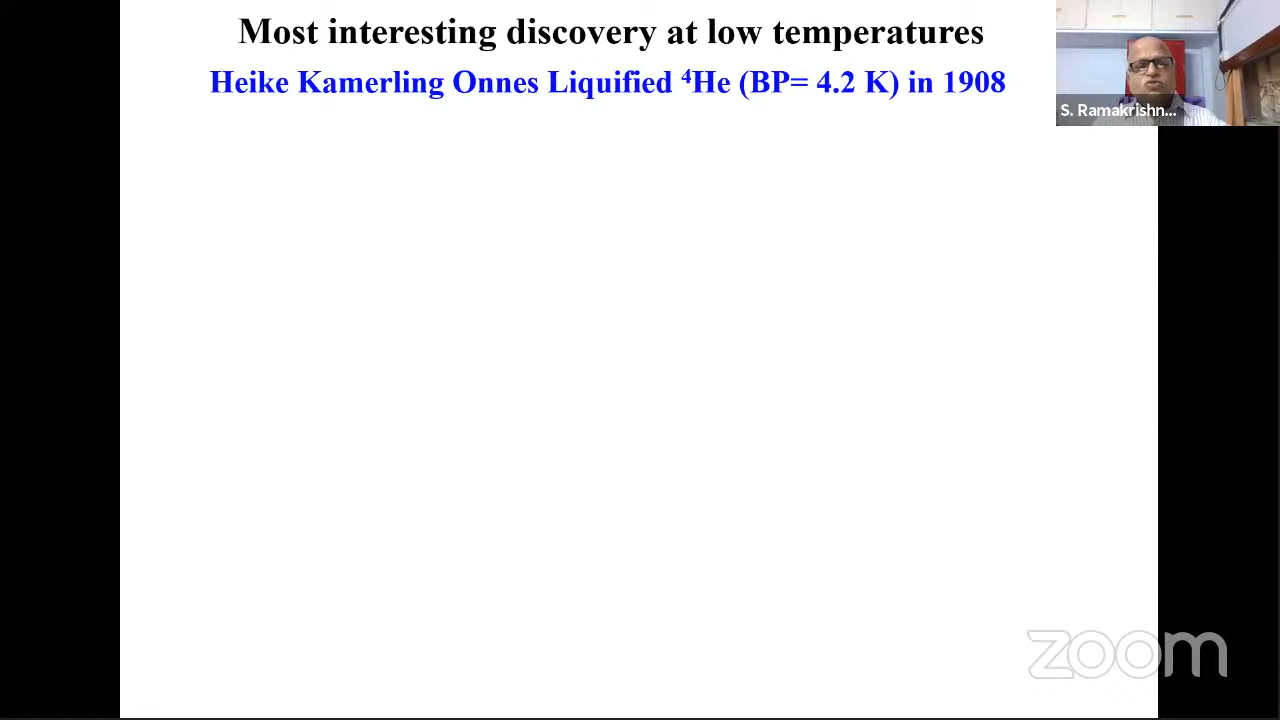 Most interesting discovery at low temperatures
Heike Kamerling Onnes Liquified ⁴He (BP= 4.2 K) in 1908
S. Ramakrishn...
zoom